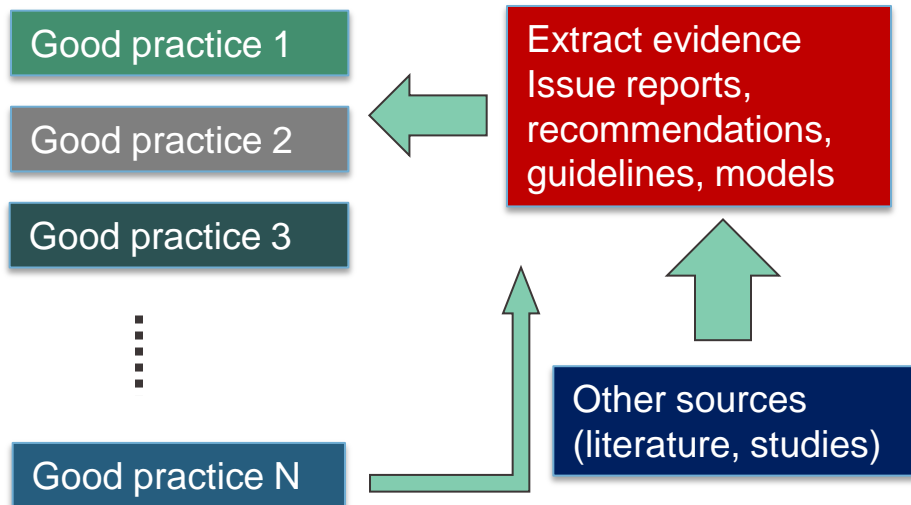 Good practice 1
Good practice 2
Good practice 3
Good practice N
Extract evidence
Issue reports,
recommendations,
guidelines, models
Other sources
(literature, studies)